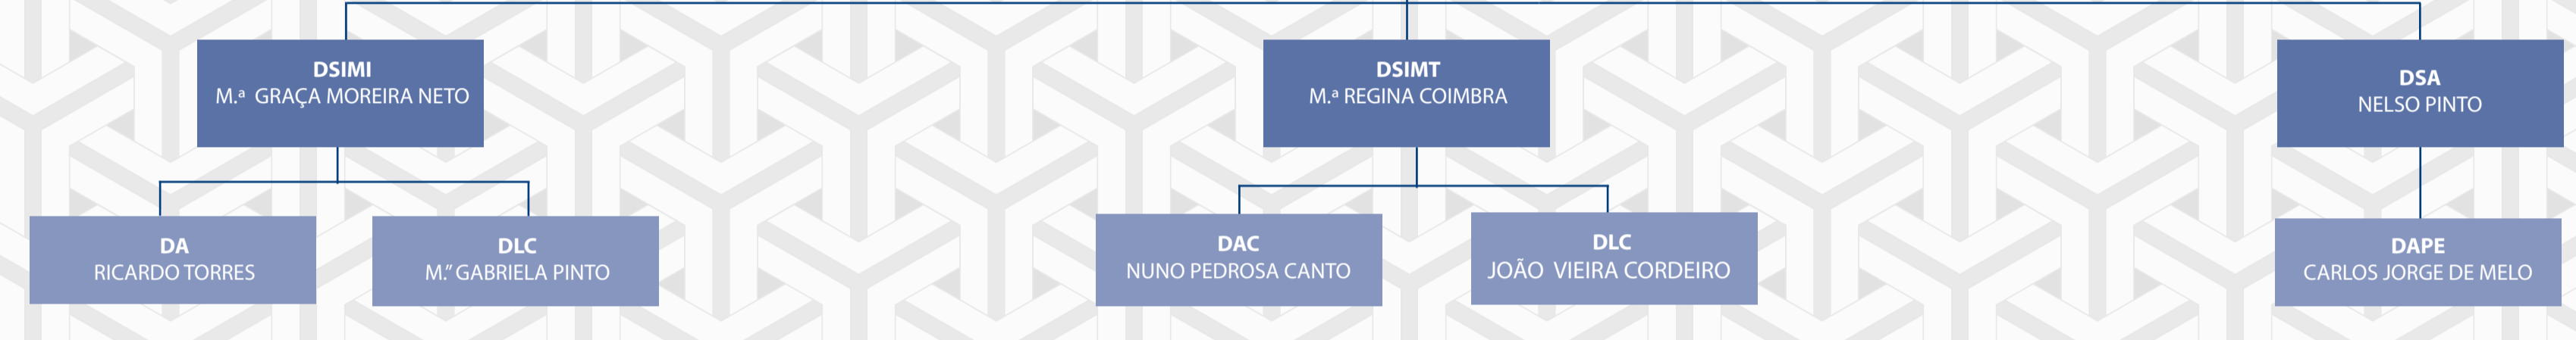 DSIMI
M.ª GRAÇA MOREIRA NETO
DSIMT
M.ª REGINA COIMBRA
DSA
NELSO PINTO
DA
RICARDO TORRES
DLC
M.ª GABRIELA PINTO
DAC
NUNO PEDROSA CANTO
DLC
JOÃO VIEIRA CORDEIRO
DAPE
CARLOS JORGE DE MELO